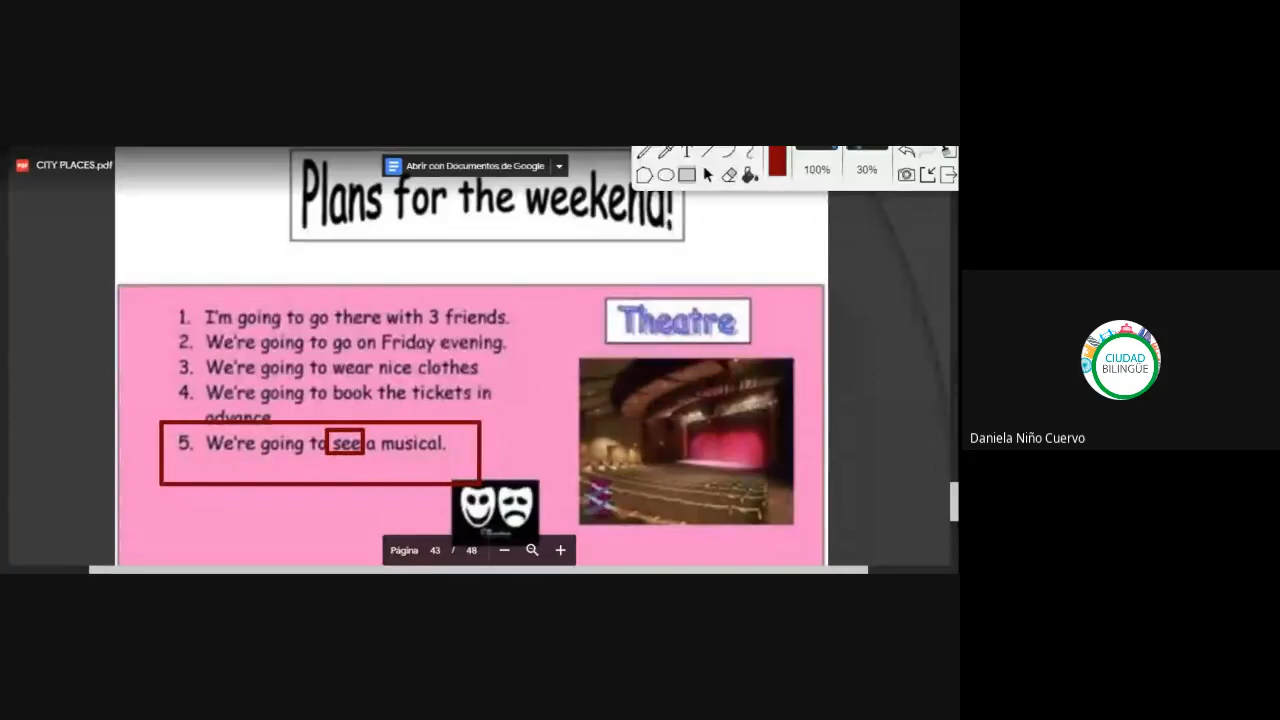 CITY PLACES.pdf
Abrir con Documentos de Google
100%
30%
Plans for the weekend!
Theatre
1. I'm going to go there with 3 friends.
2. We're going to go on Friday evening.
3. We're going to wear nice clothes
4. We're going to book the tickets in
advance
5. We're going to see a musical.
Página 43 / 48
CIUDAD
BILINGÜE
Daniela Niño Cuervo